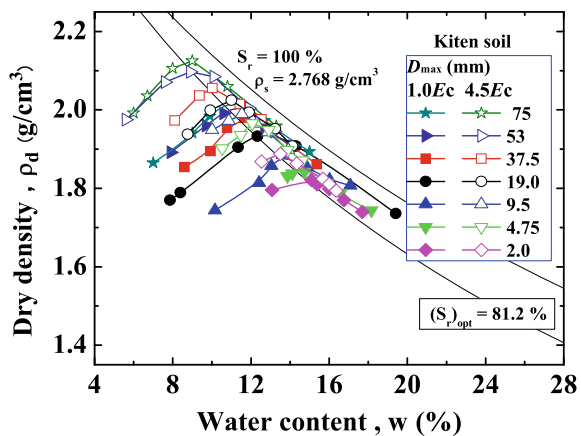 2.2
2.0
1.8
1.6
1.4
Dry density , ρd (g/cm³)
4 8 12 16 20 24 28
Water content , w (%)
Sr = 100 %
ρs = 2.768 g/cm³
Kiten soil
Dmax (mm)
1.0Ec 4.5Ec
75
53
37.5
19.0
9.5
4.75
2.0
(Sr)opt = 81.2 %